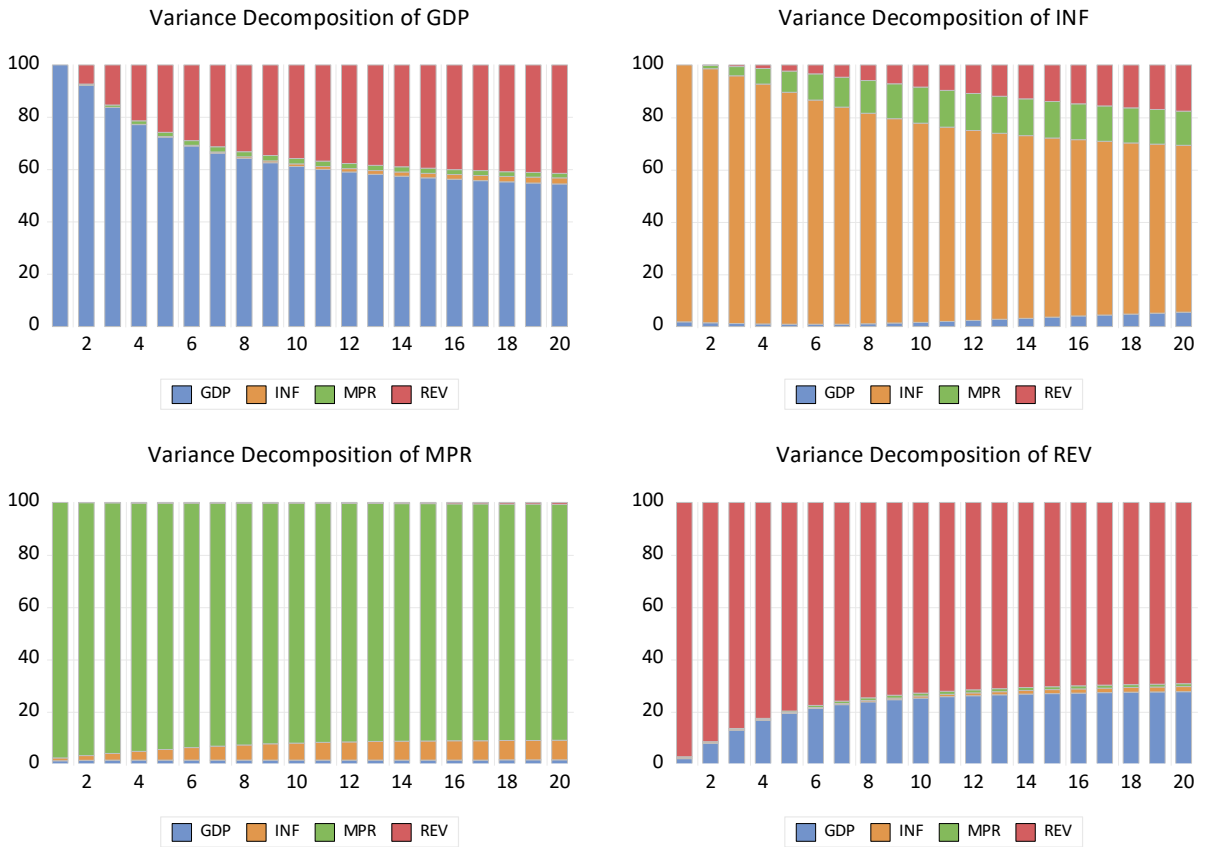 Variance Decomposition of GDP
100
80
60
40
20
0
2 4 6 8 10 12 14 16 18 20
GDP INF MPR REV
Variance Decomposition of INF
100
80
60
40
20
0
2 4 6 8 10 12 14 16 18 20
GDP INF MPR REV
Variance Decomposition of MPR
100
80
60
40
20
0
2 4 6 8 10 12 14 16 18 20
GDP INF MPR REV
Variance Decomposition of REV
100
80
60
40
20
0
2 4 6 8 10 12 14 16 18 20
GDP INF MPR REV